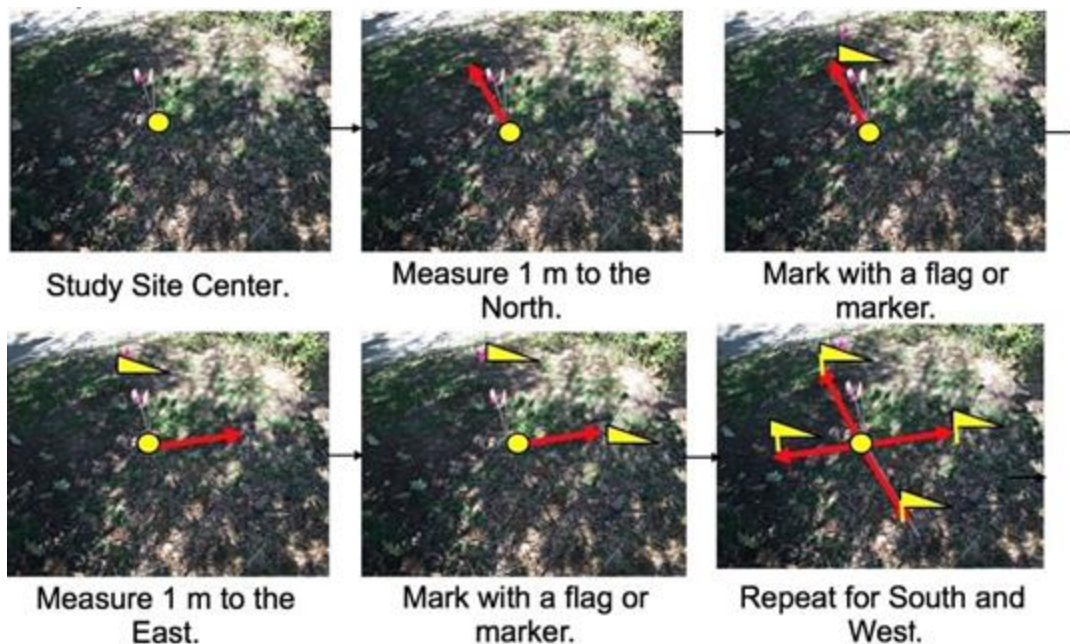 Study Site Center.
Measure 1 m to the
North.
Mark with a flag or
marker.
Measure 1 m to the
East.
Mark with a flag or
marker.
Repeat for South and
West.